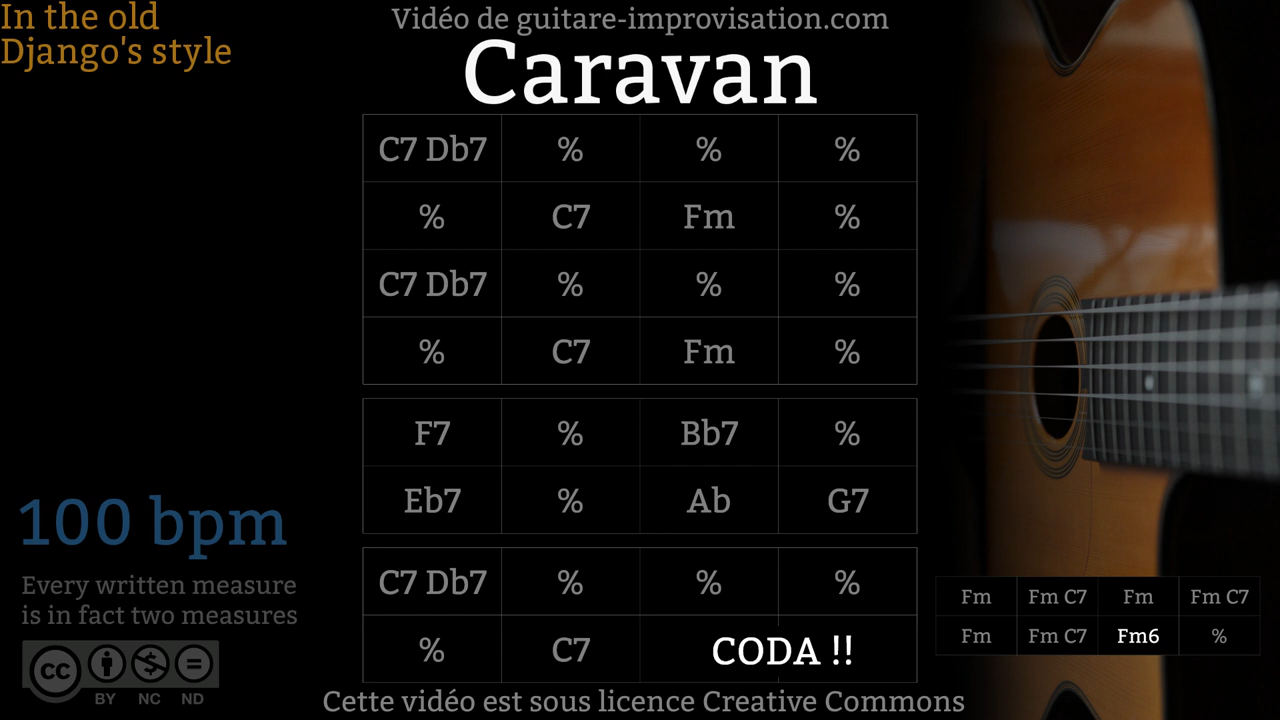 In the old
Django's style
Vidéo de guitare-improvisation.com
Caravan
C7 Db7 % % %
% C7 Fm %
C7 Db7 % % %
% C7 Fm %
F7 % Bb7 %
Eb7 % Ab G7
C7 Db7 % % %
% C7 CODA !!
100 bpm
Every written measure
is in fact two measures
cc
BY NC ND
Fm Fm C7 Fm Fm C7
Fm Fm C7 Fm6 %
Cette vidéo est sous licence Creative Commons